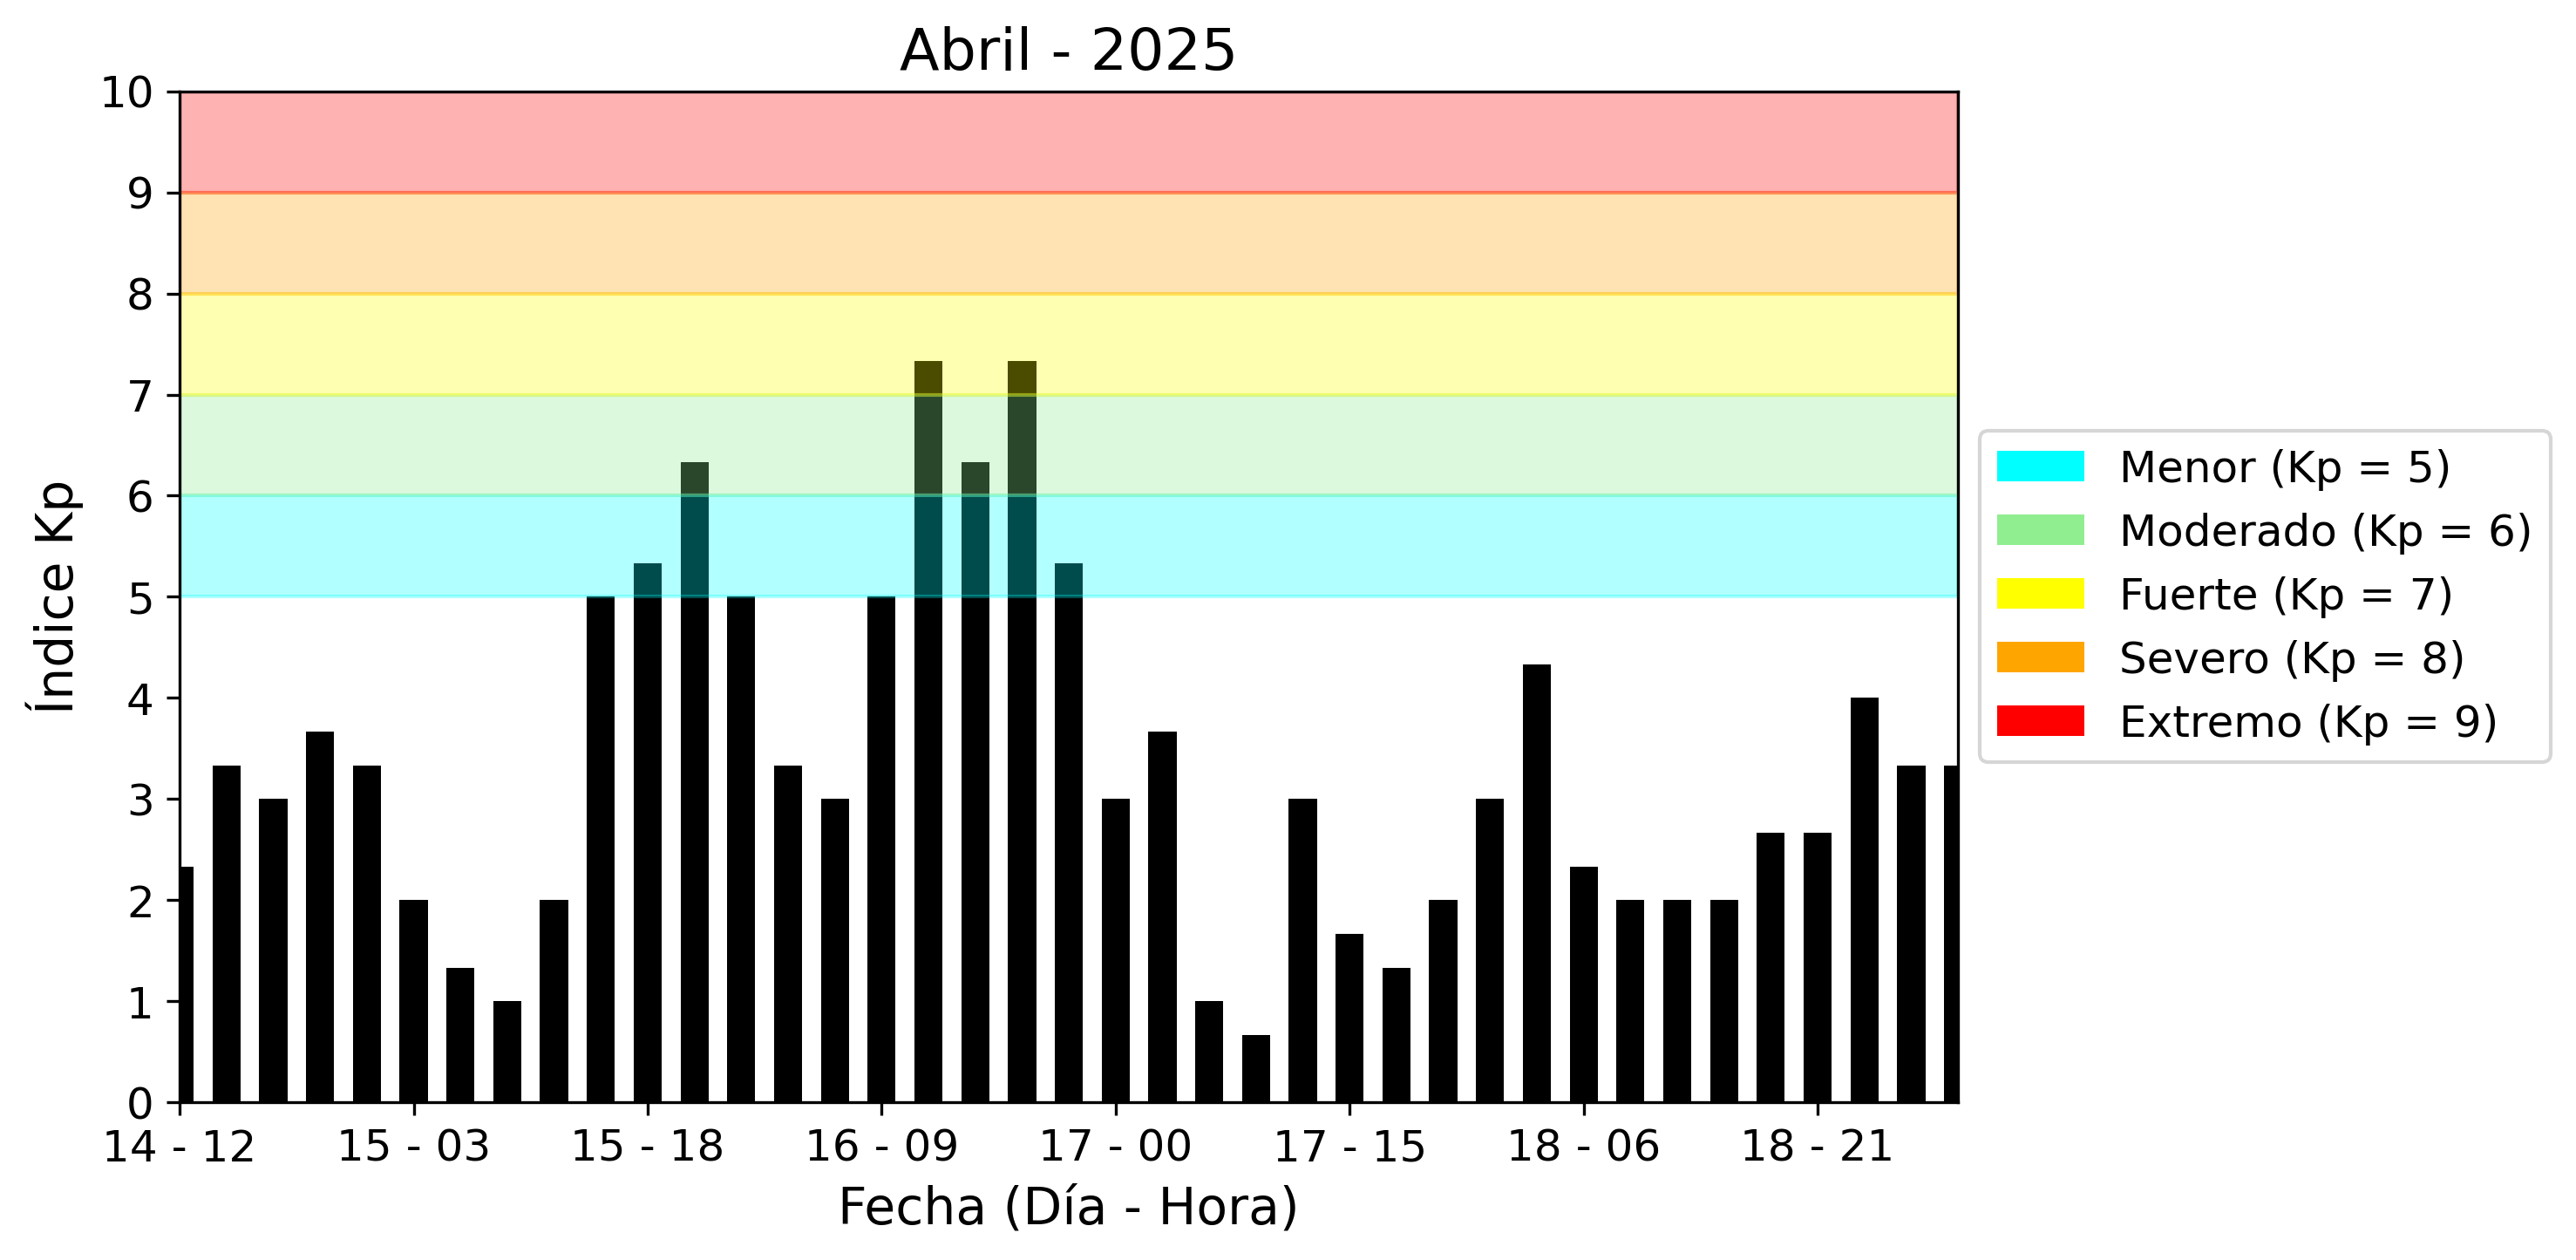 Abril - 2025
10
9
8
7
6
5
4
3
2
1
0
Índice Kp
14 - 12
15 - 03
15 - 18
16 - 09
17 - 00
17 - 15
18 - 06
18 - 21
Fecha (Día - Hora)
Menor (Kp = 5)
Moderado (Kp = 6)
Fuerte (Kp = 7)
Severo (Kp = 8)
Extremo (Kp = 9)